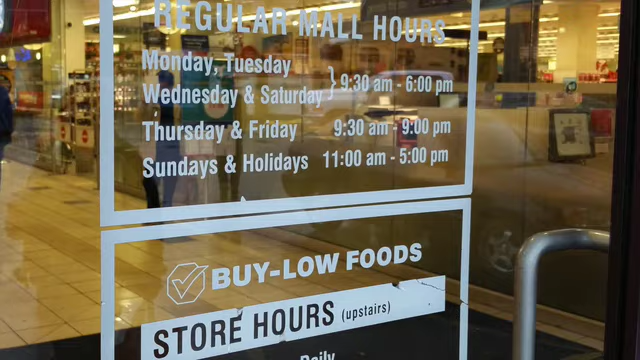 REGULAR MALL HOURS
Monday, Tuesday
Wednesday & Saturday } 9:30 am - 6:00 pm
Thursday & Friday 9:30 am - 9:00 pm
Sundays & Holidays 11:00 am - 5:00 pm
BUY-LOW FOODS
STORE HOURS (upstairs)
Daily